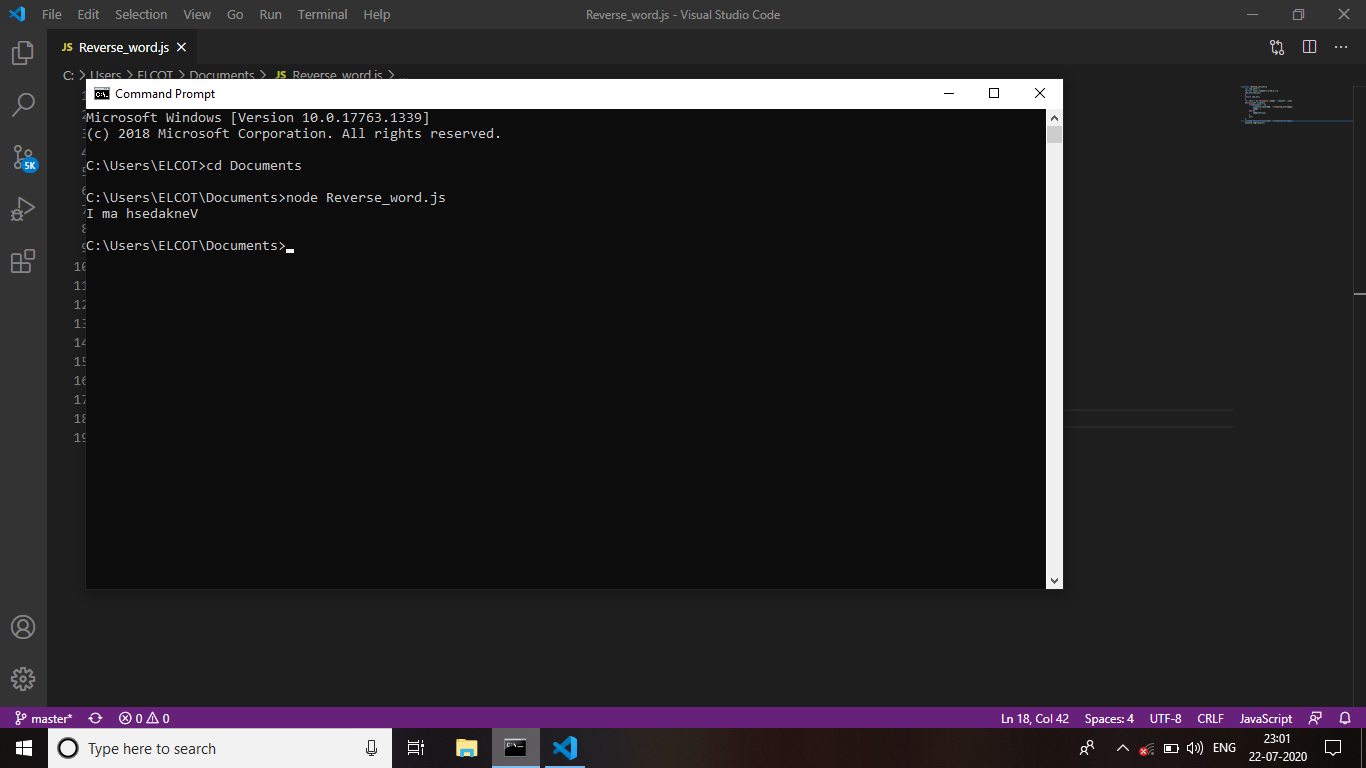 File Edit Selection View Go Run Terminal Help Reverse_word.js - Visual Studio Code
JS Reverse_word.js
C: > Users > ELCOT > Documents > JS Reverse_word.js > ...
Command Prompt
Microsoft Windows [Version 10.0.17763.1339]
(c) 2018 Microsoft Corporation. All rights reserved.
C:\Users\ELCOT>cd Documents
C:\Users\ELCOT\Documents>node Reverse_word.js
I ma hsedakneV
C:\Users\ELCOT\Documents>
5K
10
11
12
13
14
15
16
17
18
19
master* 0 0 Ln 18, Col 42 Spaces: 4 UTF-8 CRLF JavaScript
Type here to search
ENG
23:01
22-07-2020